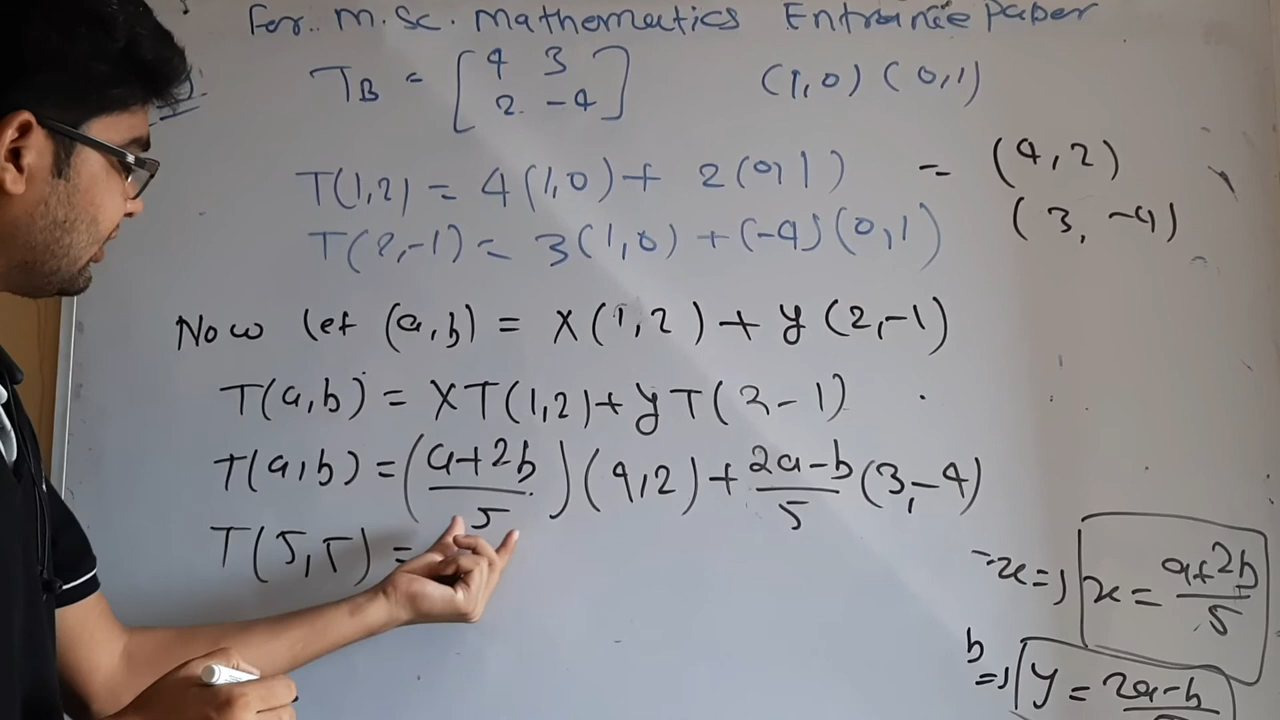 For.. M.Sc. Mathematics Entrance Paper
T_B = [4 3
2 -4] (1,0) (0,1)
T(1,2) = 4(1,0) + 2(0,1) = (4,2)
T(2,-1) = 3(1,0) + (-4)(0,1) (3,-4)
Now let (a,b) = x(1,2) + y(2,-1)
T(a,b) = xT(1,2) + yT(2-1)
T(a,b) = (a+2b/5)(4,2) + 2a-b/5 (3,-4)
T(5,5) =
x = a+2b/5
b
y = 2a-b